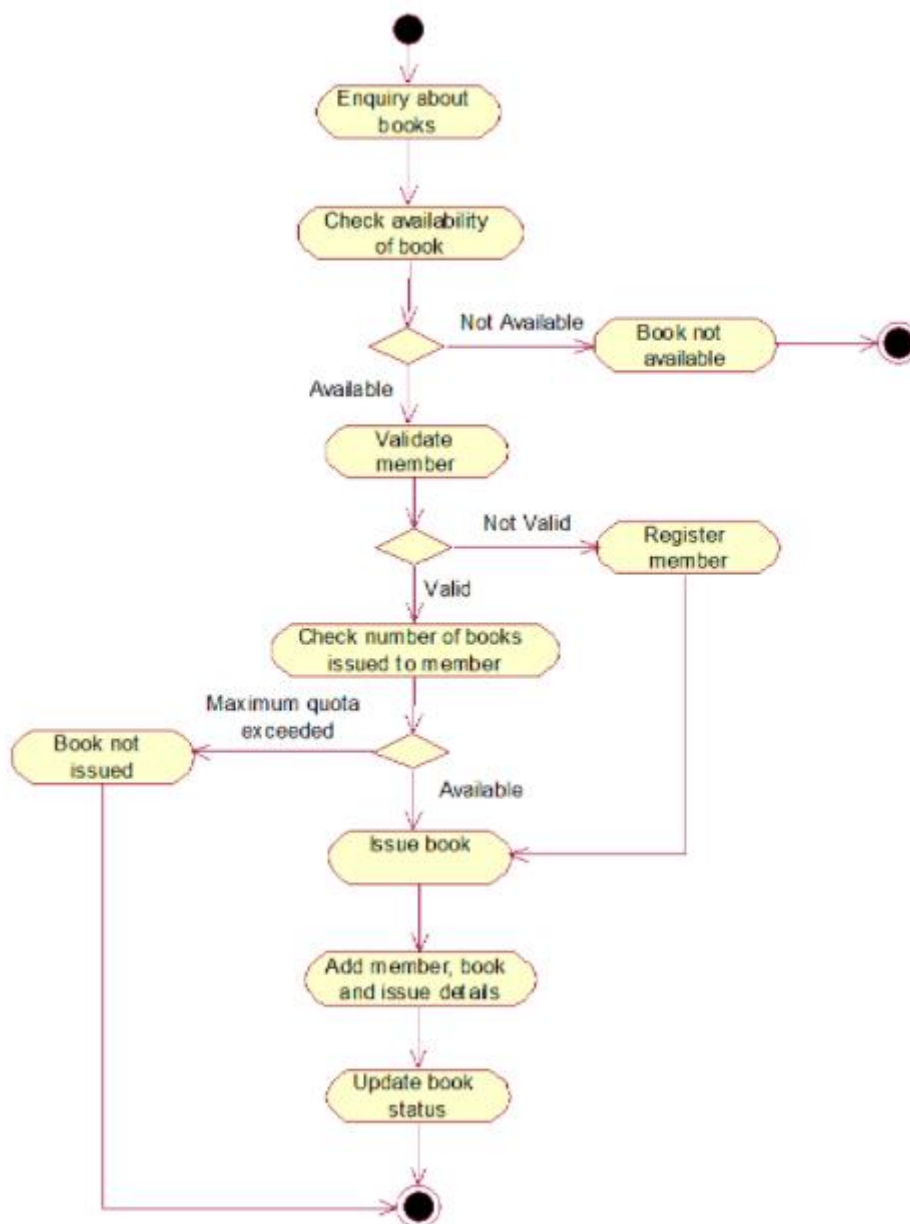 Enquiry about
books
Check availability
of book
Not Available
Book not
available
Available
Validate
member
Not Valid
Register
member
Valid
Check number of books
issued to member
Maximum quota
exceeded
Book not
issued
Available
Issue book
Add member, book
and issue details
Update book
status